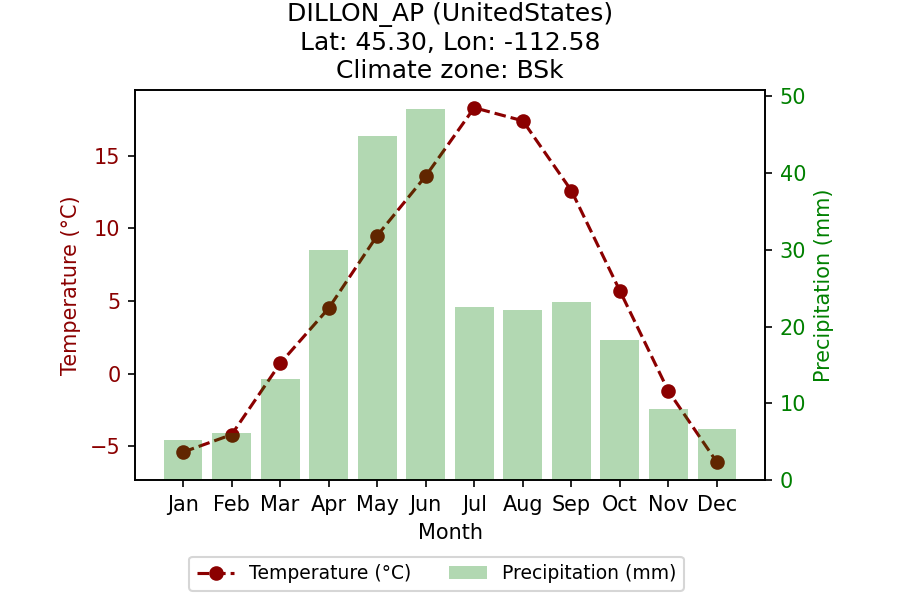 DILLON_AP (UnitedStates)
Lat: 45.30, Lon: -112.58
Climate zone: BSk
Temperature (°C)
15
10
5
0
−5
50
40
30
20
10
0
Precipitation (mm)
Jan Feb Mar Apr May Jun Jul Aug Sep Oct Nov Dec
Month
Temperature (°C) Precipitation (mm)